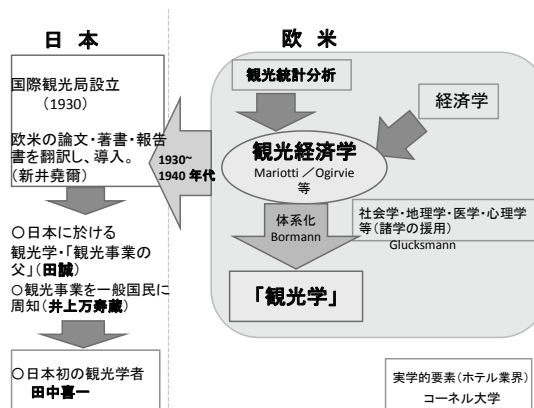 日 本
国際観光局設立
（1930）
欧米の論文・著書・報告
書を翻訳し、導入。
（新井堯爾）
〇日本に於ける
観光学・「観光事業の
父」（田誠）
〇観光事業を一般国民に
周知（井上万寿蔵）
〇日本初の観光学者
田中喜一
1930~
1940 年代
欧 米
観光統計分析
経済学
観光経済学
Mariotti ／Ogirvie
等
体系化
Bormann
社会学・地理学・医学・心理学
等（諸学の援用）
Glucksmann
「観光学」
実学的要素（ホテル業界）
コーネル大学